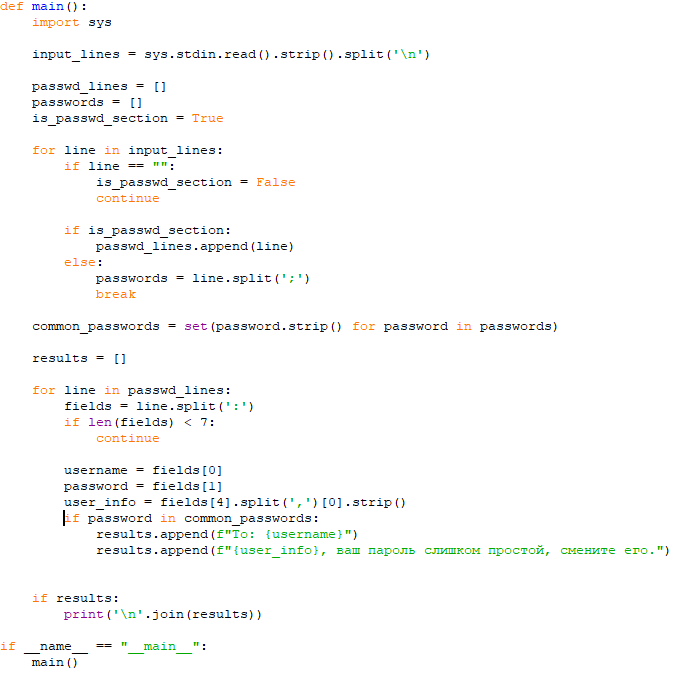 def main():
    import sys

    input_lines = sys.stdin.read().strip().split('\n')

    passwd_lines = []
    passwords = []
    is_passwd_section = True

    for line in input_lines:
        if line == "":
            is_passwd_section = False
            continue

        if is_passwd_section:
            passwd_lines.append(line)
        else:
            passwords = line.split(';')
            break

    common_passwords = set(password.strip() for password in passwords)

    results = []

    for line in passwd_lines:
        fields = line.split(':')
        if len(fields) < 7:
            continue

        username = fields[0]
        password = fields[1]
        user_info = fields[4].split(',')[0].strip()
        if password in common_passwords:
            results.append(f"To: {username}")
            results.append(f"{user_info}, ваш пароль слишком простой, смените его.")


    if results:
        print('\n'.join(results))

if __name__ == "__main__":
    main()